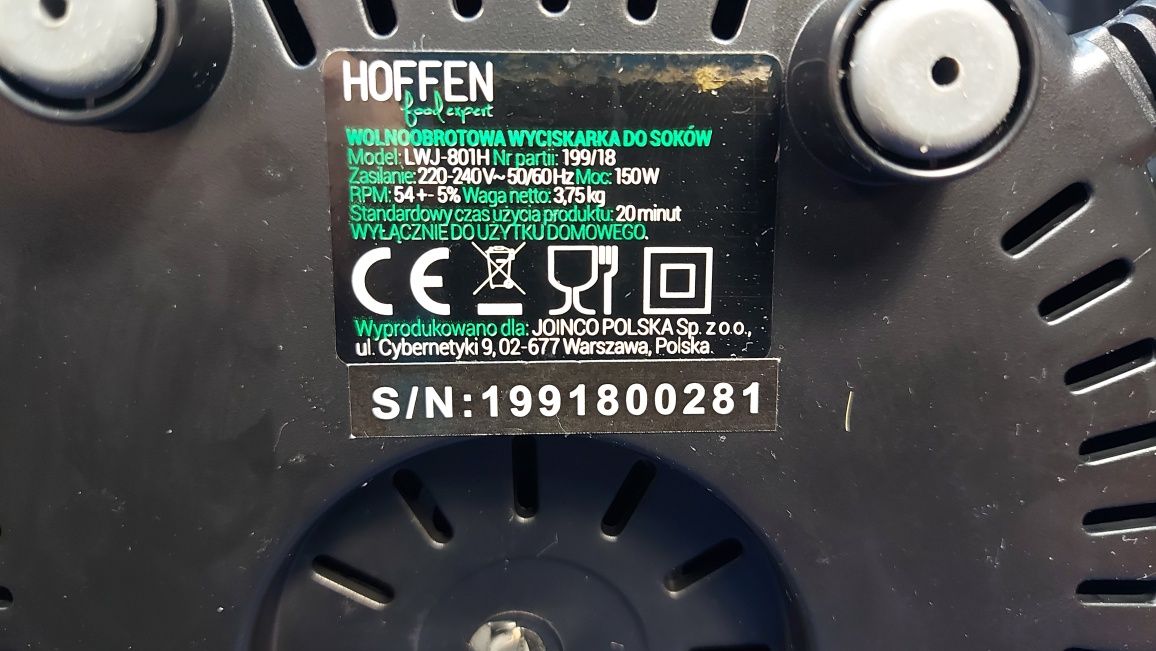 HOFFEN
food expert
WOLNOOBROTOWA WYCISKARKA DO SOKÓW
Model: LWJ-801H Nr partii: 199/18
Zasilanie: 220-240V~ 50/60Hz Moc: 150W
RPM: 54 +- 5% Waga netto: 3,75kg
Standardowy czas użycia produktu: 20 minut
WYŁĄCZNIE DO UŻYTKU DOMOWEGO.
CE
Wyprodukowano dla: JOINCO POLSKA Sp. z o.o.,
ul. Cybernetyki 9, 02-677 Warszawa, Polska.
S/N:1991800281